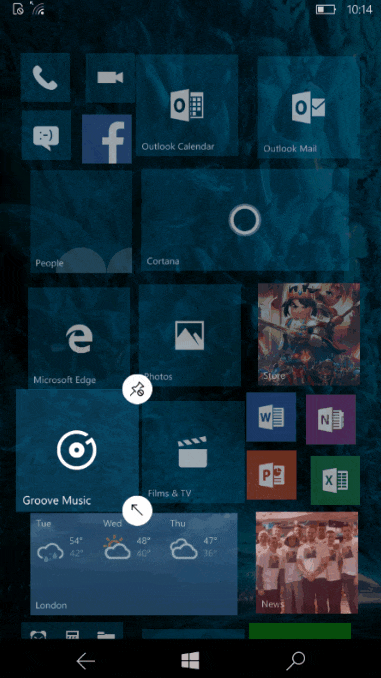 10:14
Outlook Calendar
Outlook Mail
People
Cortana
Microsoft Edge
Photos
Store
Groove Music
Films & TV
Tue
Wed
Thu
54°
48°
47°
42°
40°
36°
London
News